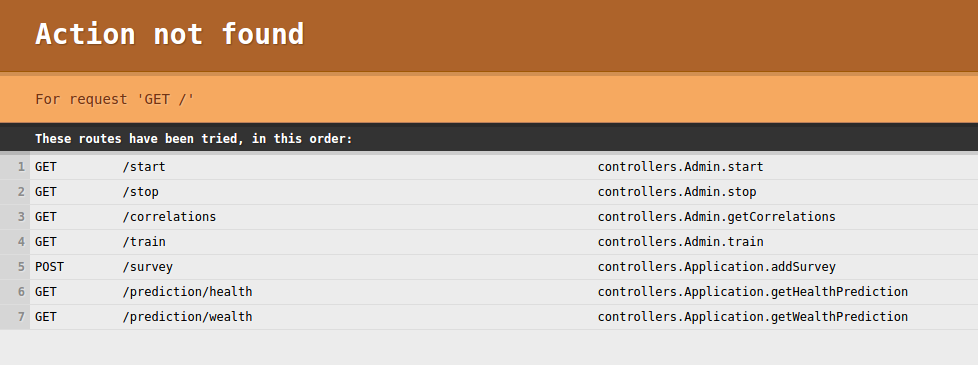 Action not found
For request 'GET /'
These routes have been tried, in this order:
1 GET /start controllers.Admin.start
2 GET /stop controllers.Admin.stop
3 GET /correlations controllers.Admin.getCorrelations
4 GET /train controllers.Admin.train
5 POST /survey controllers.Application.addSurvey
6 GET /prediction/health controllers.Application.getHealthPrediction
7 GET /prediction/wealth controllers.Application.getWealthPrediction